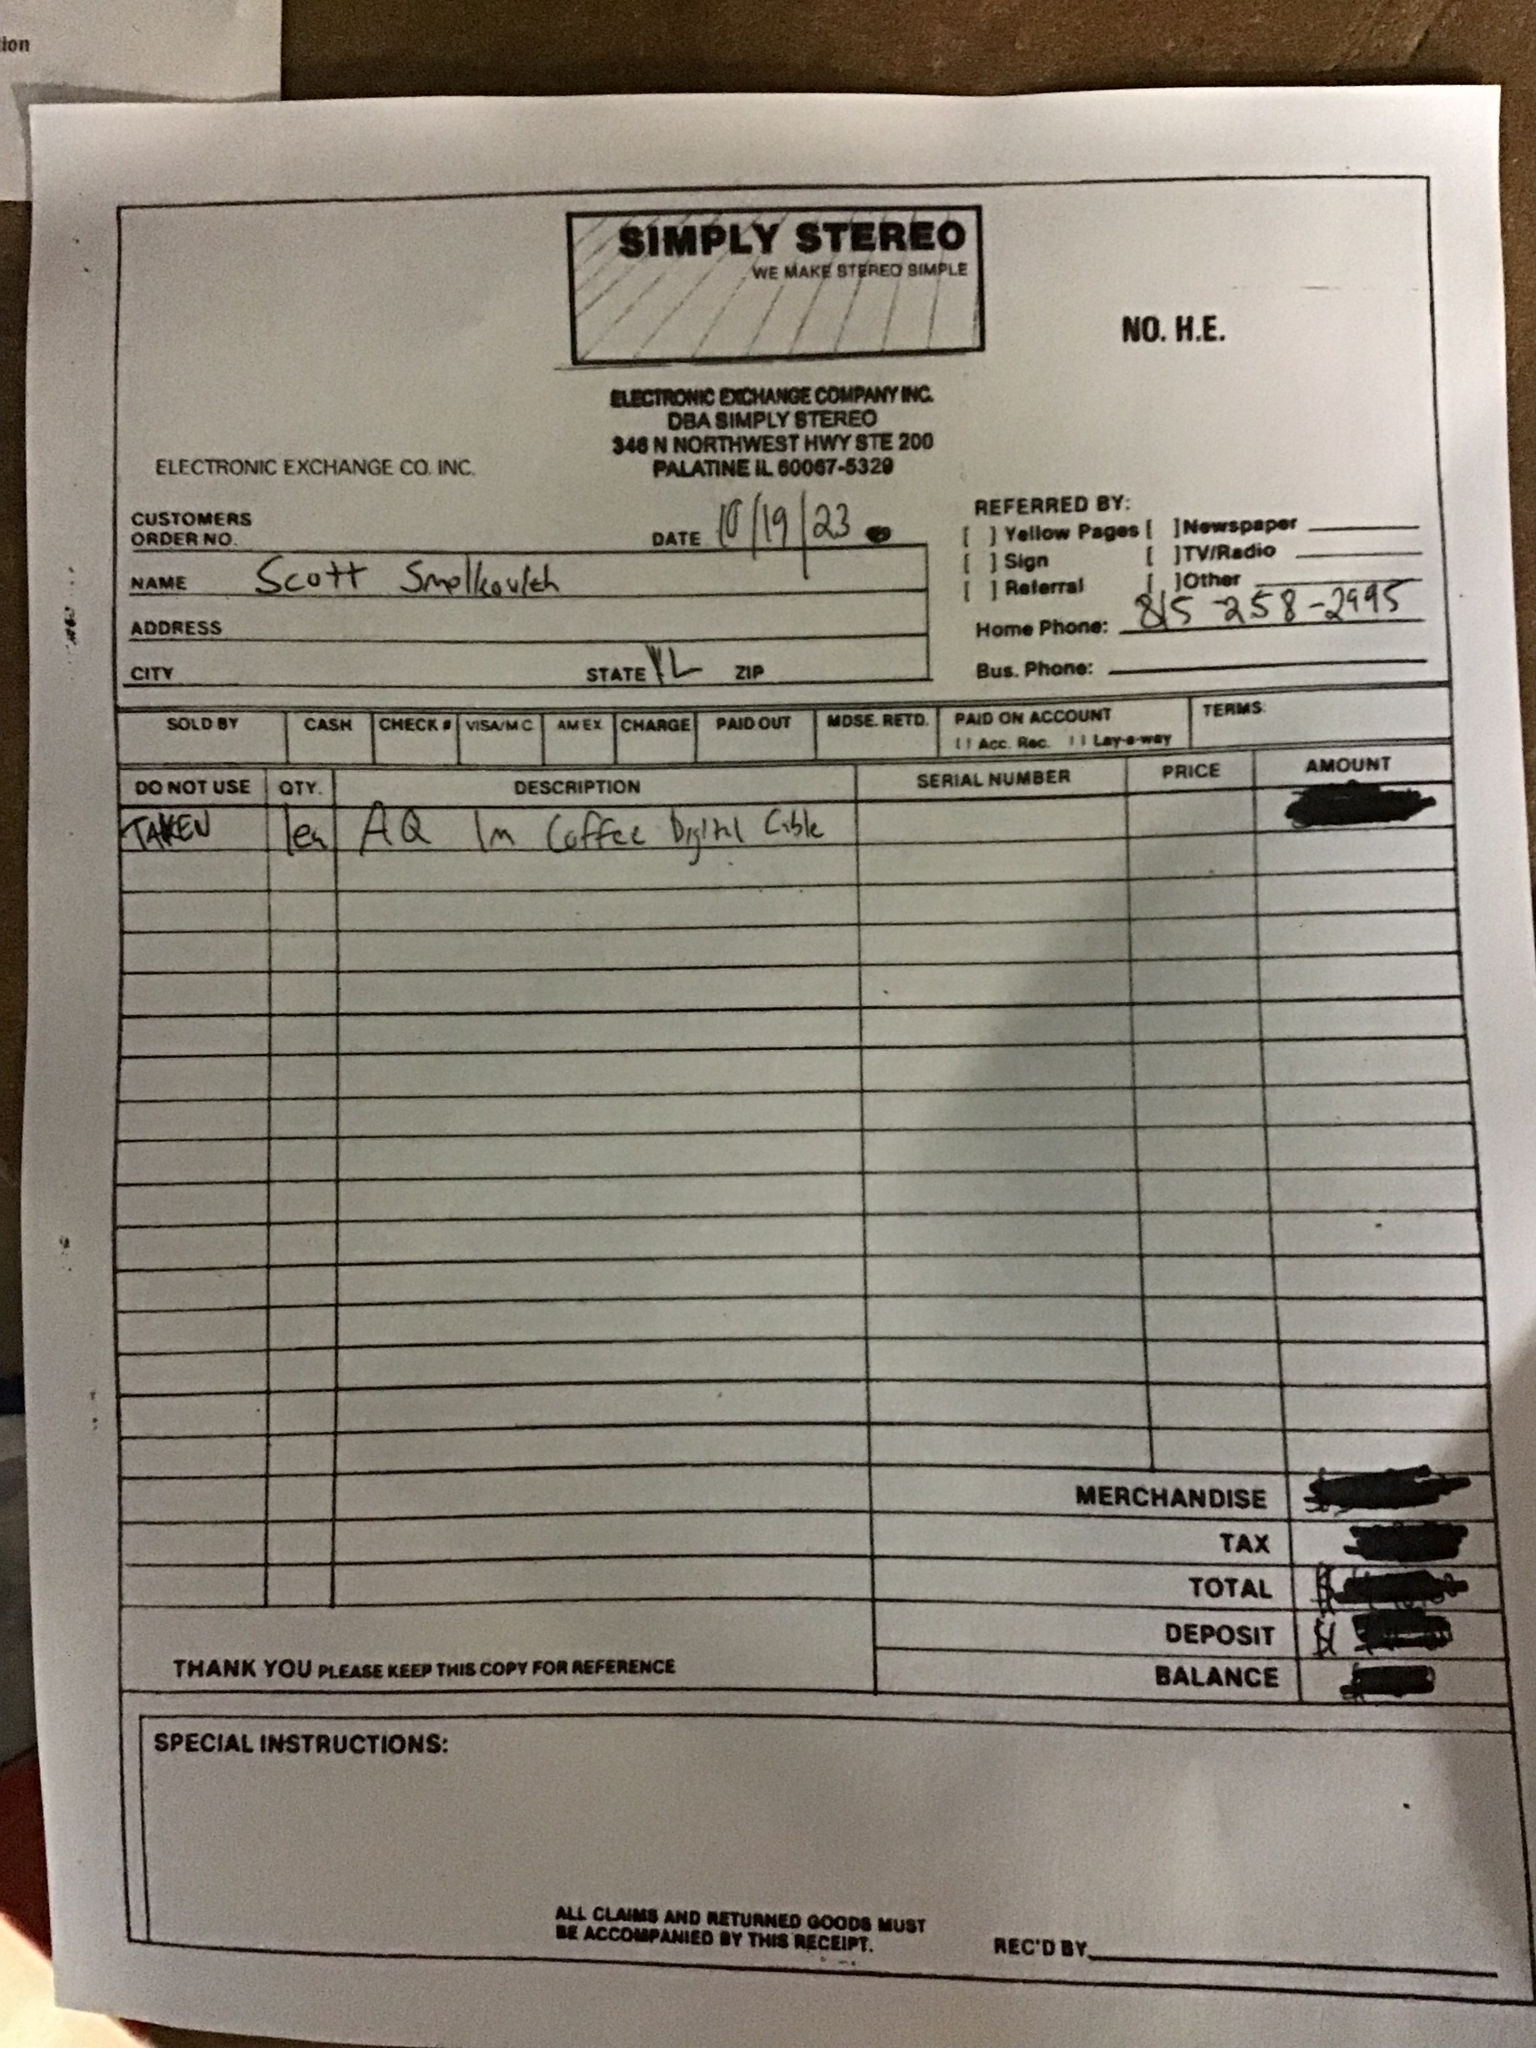 tion
SIMPLY STEREO
WE MAKE STEREO SIMPLE
NO. H.E.
ELECTRONIC EXCHANGE COMPANY INC.
DBA SIMPLY STEREO
346 N NORTHWEST HWY STE 200
PALATINE IL 60067-5329
ELECTRONIC EXCHANGE CO. INC.
CUSTOMERS
ORDER NO.
DATE 10/19/23
NAME Scott Smolkovich
ADDRESS
CITY STATE IL ZIP
REFERRED BY:
[ ] Yellow Pages [ ] Newspaper
[ ] Sign [ ] TV/Radio
[ ] Referral [ ] Other
Home Phone: 815-258-2995
Bus. Phone:
SOLD BY CASH CHECK # VISA/M C AM EX CHARGE PAID OUT MDSE. RETD. PAID ON ACCOUNT TERMS:
[ ] Acc. Rec. [ ] Lay-a-way
DO NOT USE QTY. DESCRIPTION SERIAL NUMBER PRICE AMOUNT
TAKEN 1ea AQ 1m Coffee Digital Cable
MERCHANDISE
TAX
TOTAL $
DEPOSIT $
BALANCE
THANK YOU PLEASE KEEP THIS COPY FOR REFERENCE
SPECIAL INSTRUCTIONS:
ALL CLAIMS AND RETURNED GOODS MUST
BE ACCOMPANIED BY THIS RECEIPT.
REC'D BY